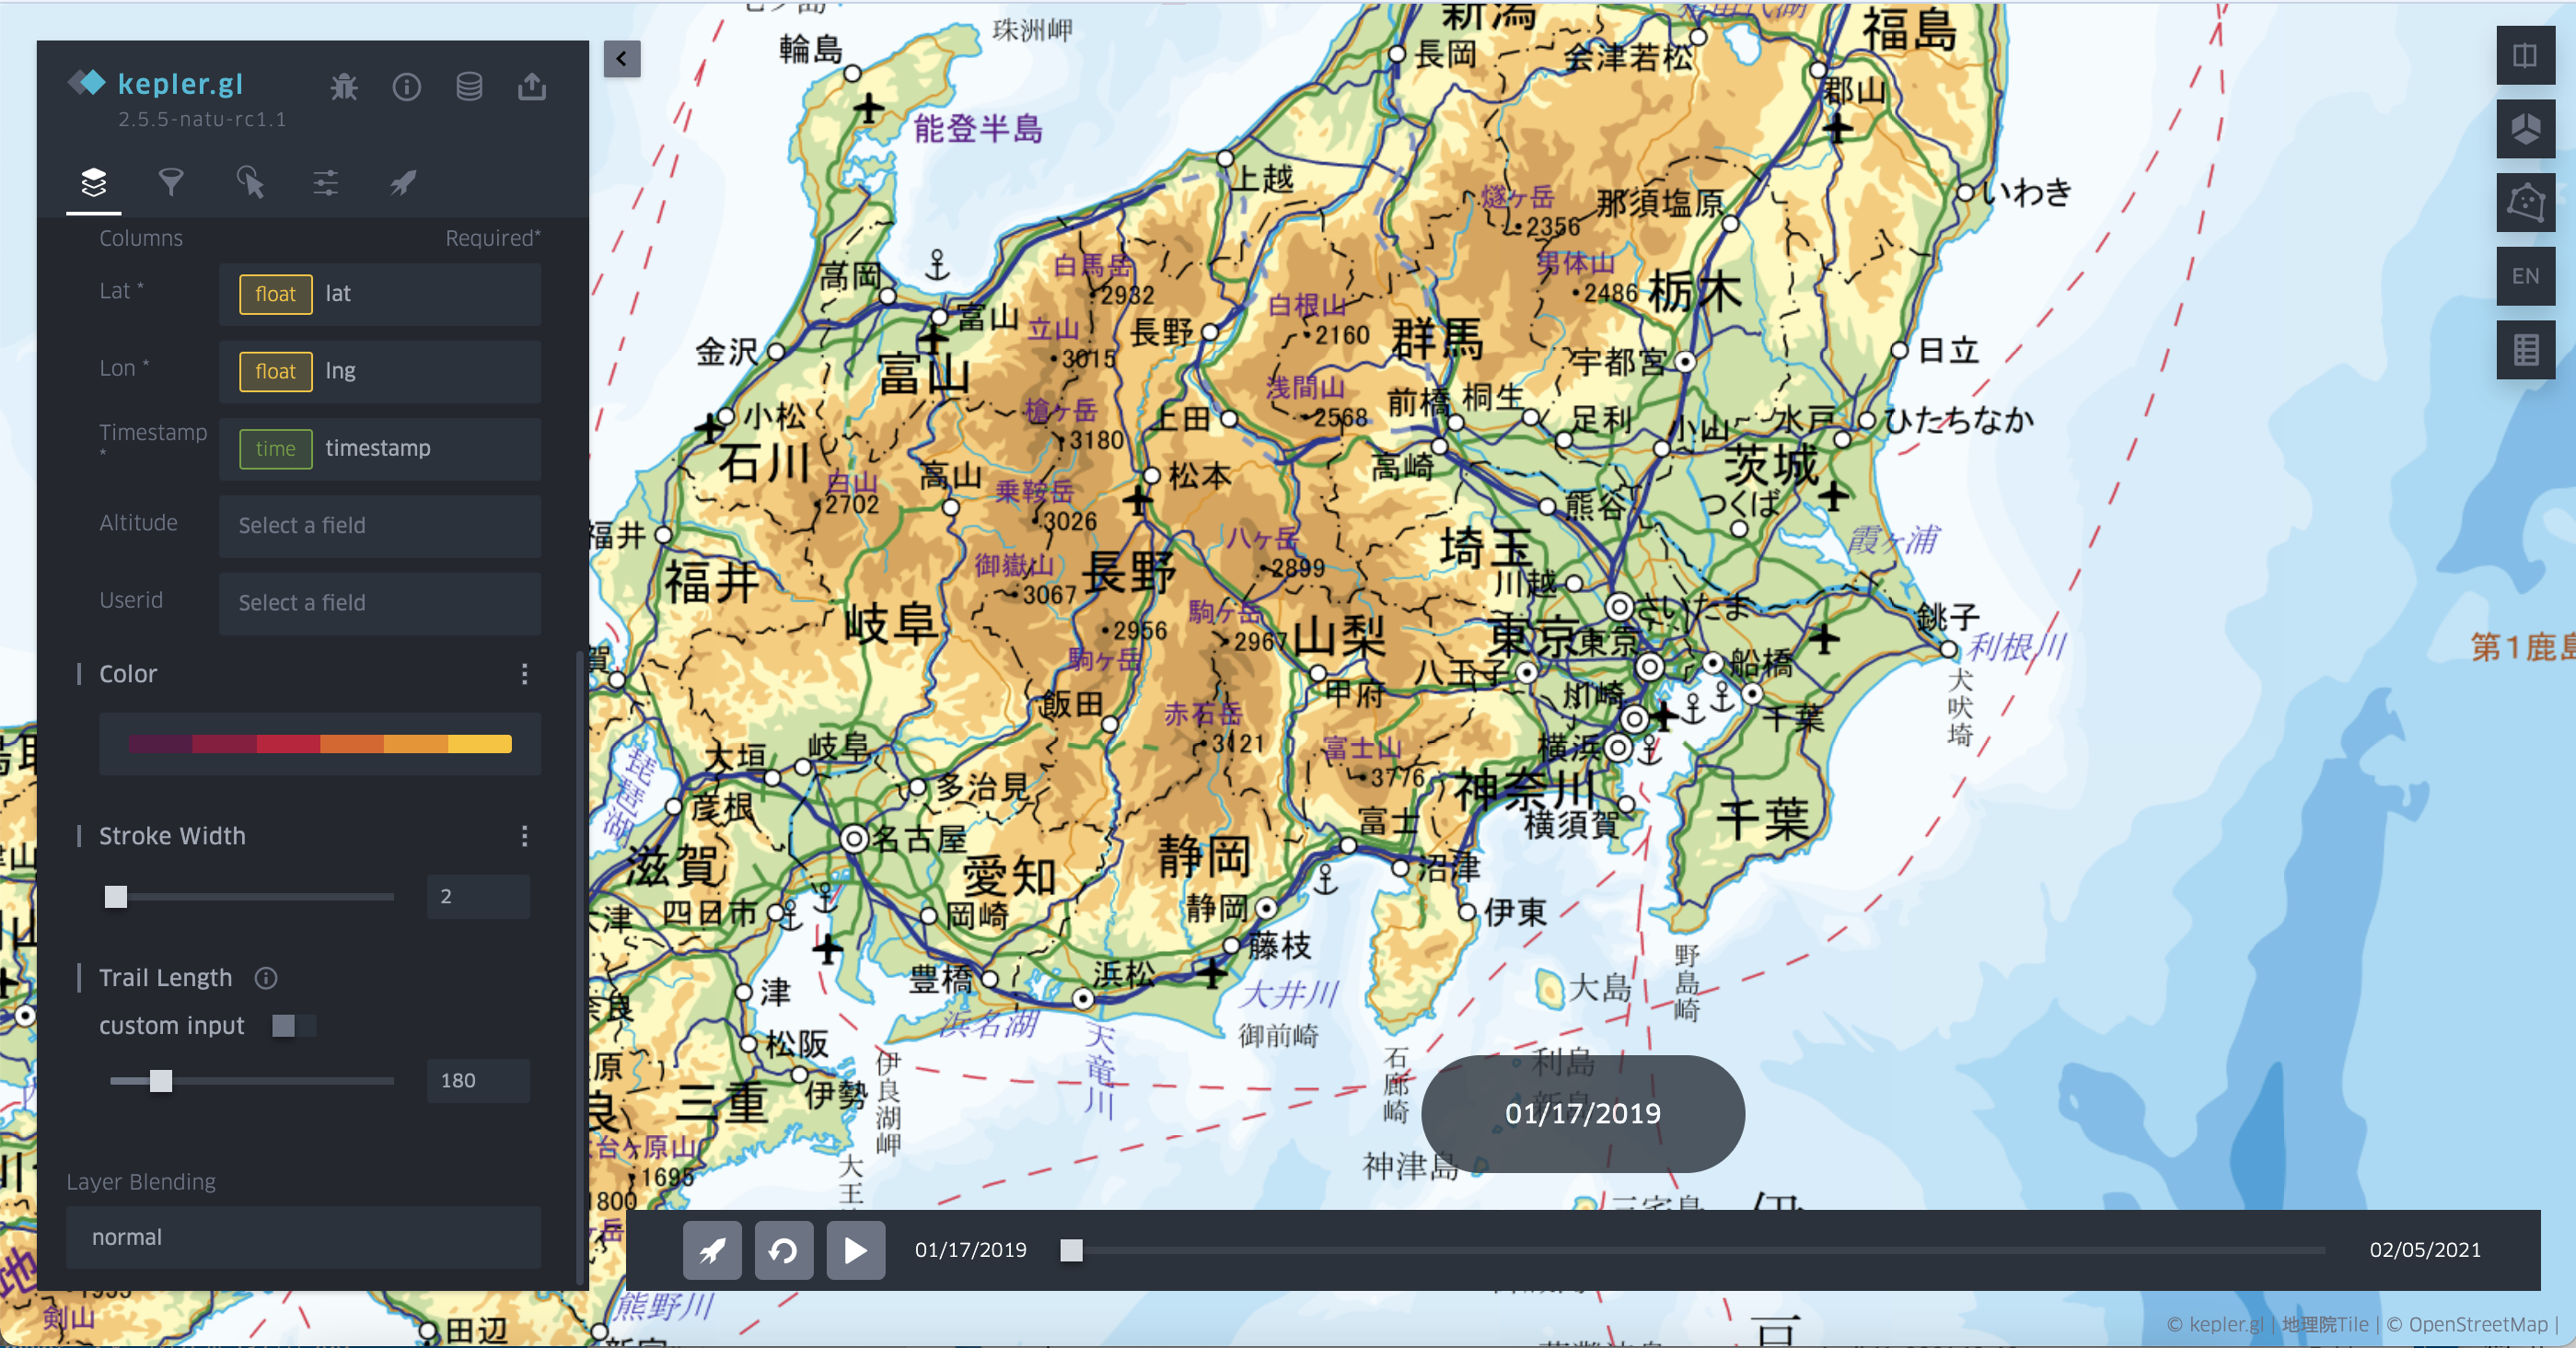 kepler.gl
2.5.5-natu-rc1.1
Columns
Required*
Lat *
float
lat
Lon *
float
lng
Timestamp
*
time
timestamp
Altitude
Select a field
Userid
Select a field
Color
Stroke Width
2
Trail Length
custom input
180
Layer Blending
normal
EN
珠洲岬
輪島
能登半島
新潟
長岡
会津若松
福島
郡山
上越
いわき
燧ヶ岳
2356
那須塩原
男体山
2486
栃木
高岡
白馬岳
2932
富山
立山
3015
富山
長野
白根山
2160
群馬
宇都宮
日立
金沢
小松
石川
槍ヶ岳
3180
上田
浅間山
2568
前橋
桐生
足利
小山
水戸
ひたちなか
高崎
茨城
白山
2702
高山
乗鞍岳
3026
松本
熊谷
つくば
霞ヶ浦
福井
福井
御嶽山
3067
長野
八ヶ岳
2899
埼玉
川越
さいたま
岐阜
2956
駒ヶ岳
駒ヶ岳
2967
山梨
東京
東京
船橋
銚子
利根川
犬吠埼
第1鹿島
飯田
甲府
八王子
川崎
千葉
赤石岳
3121
富士山
3776
横浜
神奈川
横須賀
千葉
大垣
岐阜
多治見
琵琶湖
彦根
名古屋
滋賀
愛知
静岡
富士
沼津
四日市
岡崎
静岡
伊東
藤枝
津
豊橋
浜松
大井川
大島
野島崎
浜名湖
天竜川
御前崎
松阪
伊勢
伊良湖岬
石廊崎
利島
三重
01/17/2019
神津島
台ヶ原山
1695
1800
大王
三宅島
伊
01/17/2019
02/05/2021
剣山
田辺
熊野川
© kepler.gl | 地理院Tile | © OpenStreetMap |